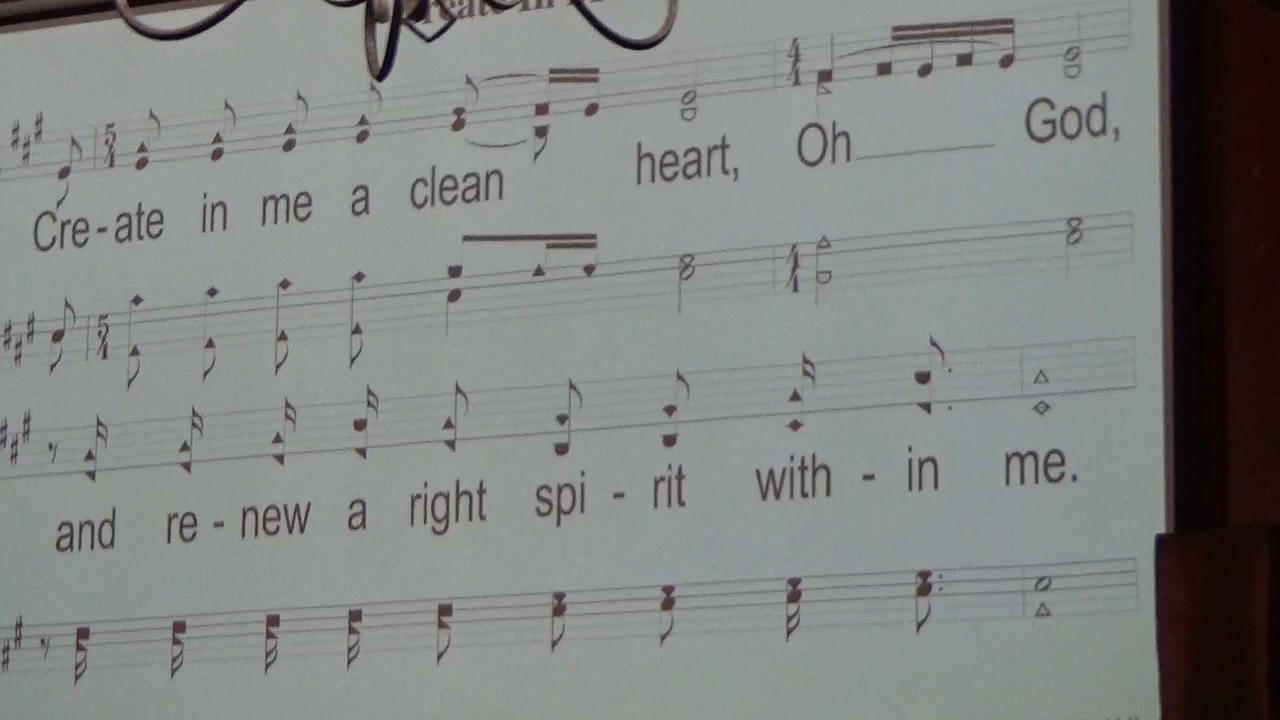 Cre-ate in me a clean heart, Oh God,
and re-new a right spi-rit with-in me.